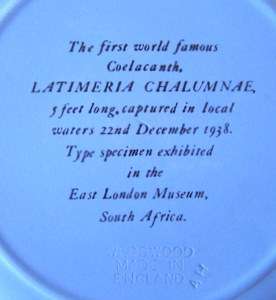 The first world famous
Coelacanth,
LATIMERIA CHALUMNAE,
5 feet long, captured in local
waters 22nd December 1938.
Type specimen exhibited
in the
East London Museum,
South Africa.
WEDGWOOD
MADE IN
ENGLAND